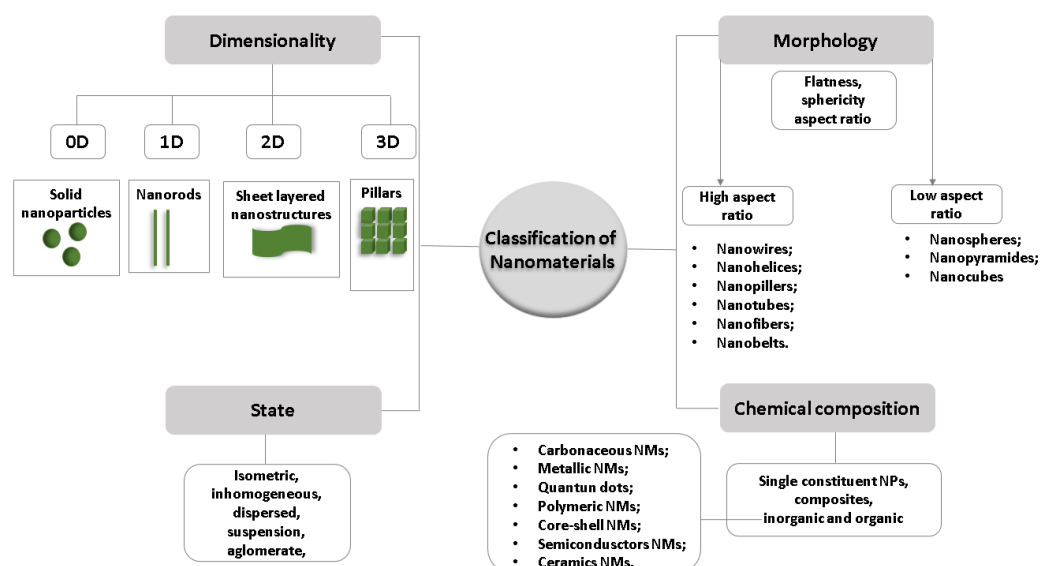 Dimensionality
0D
1D
2D
3D
Solid
nanoparticles
Nanorods
Sheet layered
nanostructures
Pillars
State
Isometric,
inhomogeneous,
dispersed,
suspension,
aglomerate,
Classification of
Nanomaterials
Morphology
Flatness,
sphericity
aspect ratio
High aspect
ratio
• Nanowires;
• Nanohelices;
• Nanopillers;
• Nanotubes;
• Nanofibers;
• Nanobelts.
Low aspect
ratio
• Nanospheres;
• Nanopyramides;
• Nanocubes
Chemical composition
Single constituent NPs,
composites,
inorganic and organic
• Carbonaceous NMs;
• Metallic NMs;
• Quantun dots;
• Polymeric NMs;
• Core-shell NMs;
• Semicondusctors NMs;
• Ceramics NMs.